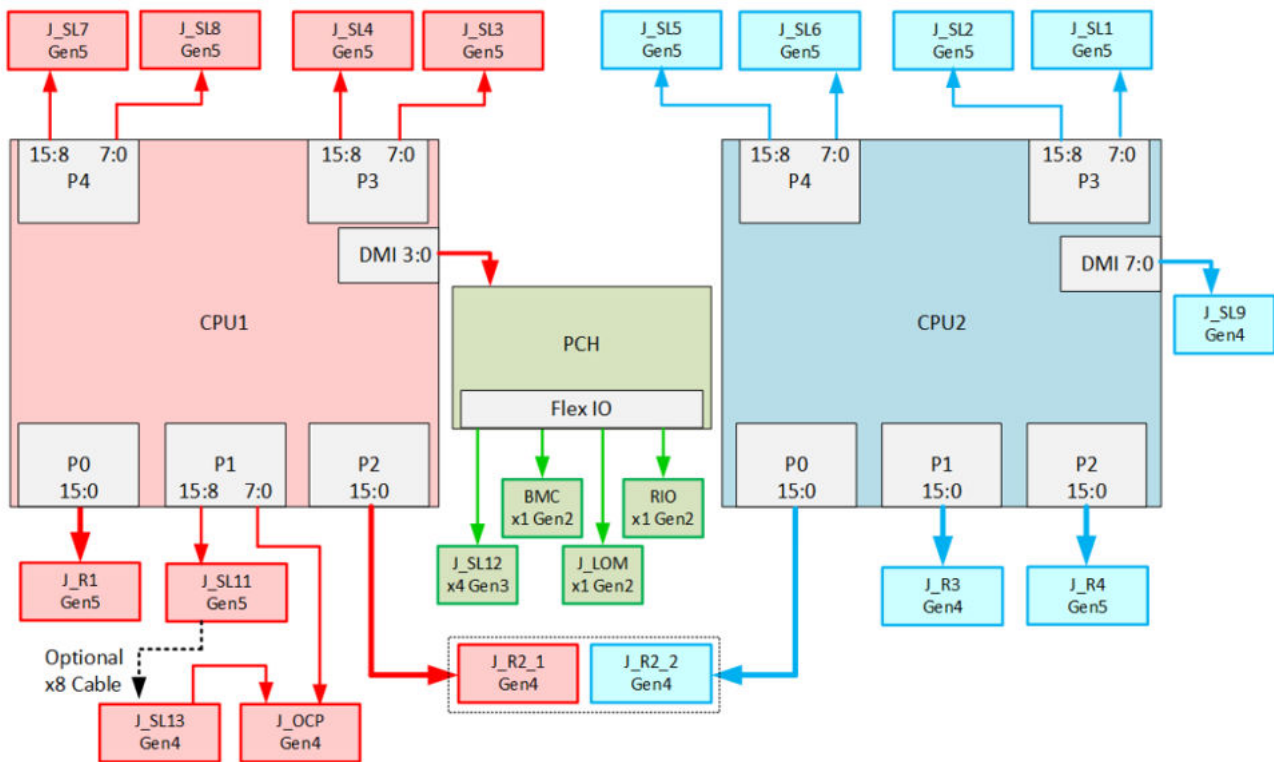 J_SL7
Gen5
J_SL8
Gen5
J_SL4
Gen5
J_SL3
Gen5
J_SL5
Gen5
J_SL6
Gen5
J_SL2
Gen5
J_SL1
Gen5
15:8 7:0
P4
15:8 7:0
P3
15:8 7:0
P4
15:8 7:0
P3
DMI 3:0
DMI 7:0
CPU1
PCH
CPU2
J_SL9
Gen4
Flex IO
P0
15:0
P1
15:8 7:0
P2
15:0
P0
15:0
P1
15:0
P2
15:0
BMC
x1 Gen2
RIO
x1 Gen2
J_SL12
x4 Gen3
J_LOM
x1 Gen2
J_R1
Gen5
J_SL11
Gen5
J_R3
Gen4
J_R4
Gen5
Optional
x8 Cable
J_R2_1
Gen4
J_R2_2
Gen4
J_SL13
Gen4
J_OCP
Gen4